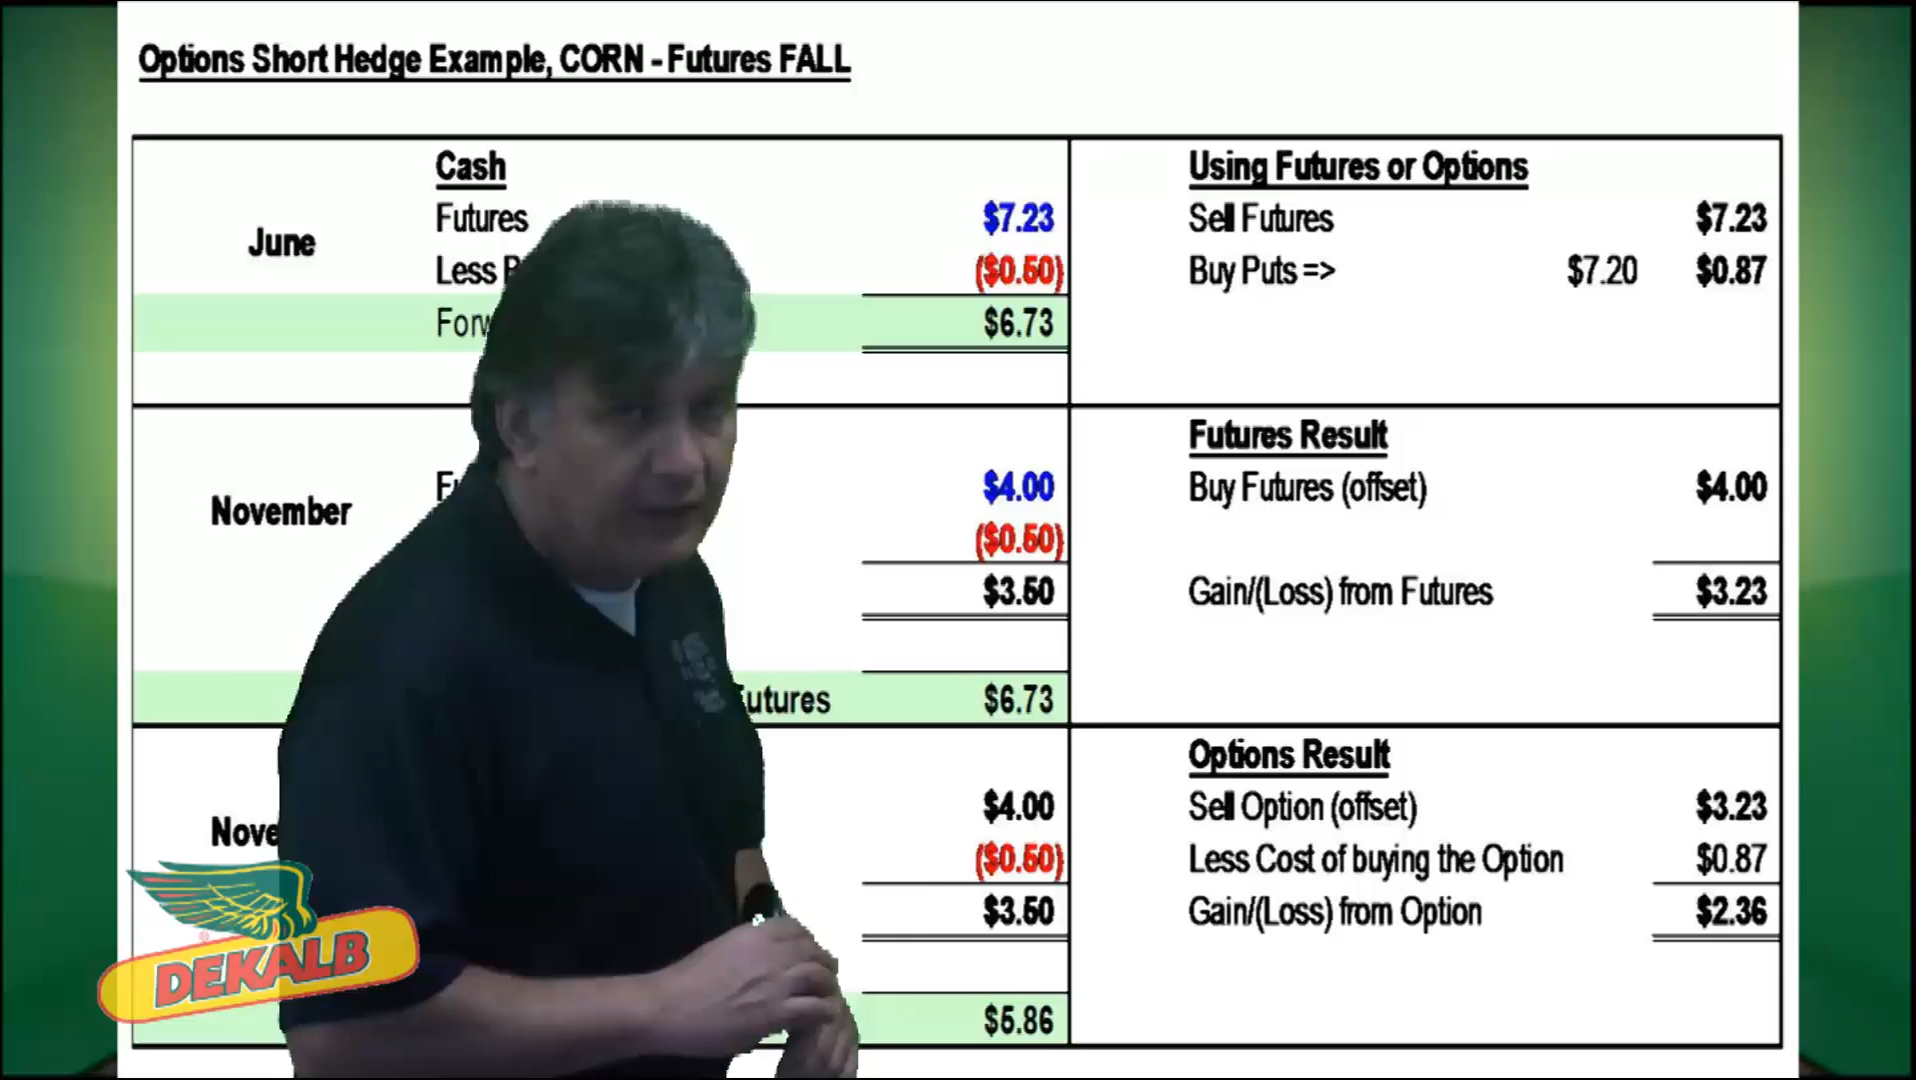 Options Short Hedge Example, CORN - Futures FALL
Cash
Using Futures or Options
June
Futures $7.23
Sell Futures $7.23
Less ($0.50)
Buy Puts => $7.20 $0.87
$6.73
Futures Result
November
$4.00
Buy Futures (offset) $4.00
($0.50)
$3.50
Gain/(Loss) from Futures $3.23
Futures $6.73
Options Result
$4.00
Sell Option (offset) $3.23
($0.50)
Less Cost of buying the Option $0.87
$3.50
Gain/(Loss) from Option $2.36
$5.86
DEKALB